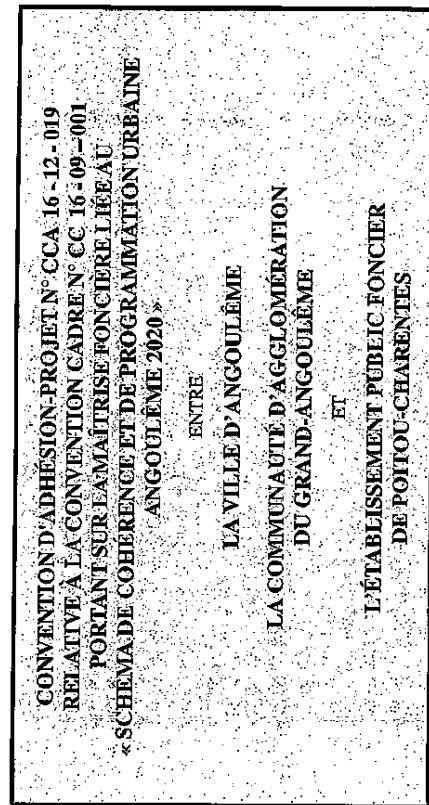 CONVENTION D'ADHÉSION-PROJET N° CCA 16 - 12 - 019
RELATIVE À LA CONVENTION CADRE N° CC 16 - 09 - 001
PORTANT SUR LA MAÎTRISE FONCIÈRE LIÉE AU
« SCHÉMA DE COHÉRENCE ET DE PROGRAMMATION URBAINE
ANGOULÊME 2020 »
ENTRE
LA VILLE D'ANGOULÊME
LA COMMUNAUTÉ D'AGGLOMÉRATION
DU GRAND-ANGOULÊME
ET
L'ÉTABLISSEMENT PUBLIC FONCIER
DE POITOU-CHARENTES